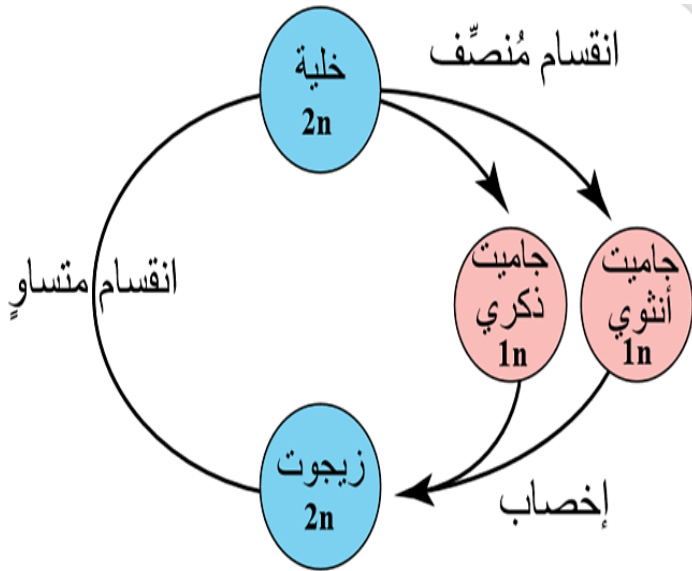 خلية
2n
انقسام مُنصِّف
جاميت
أنثوي
1n
جاميت
ذكري
1n
انقسام متساوٍ
إخصاب
زيجوت
2n